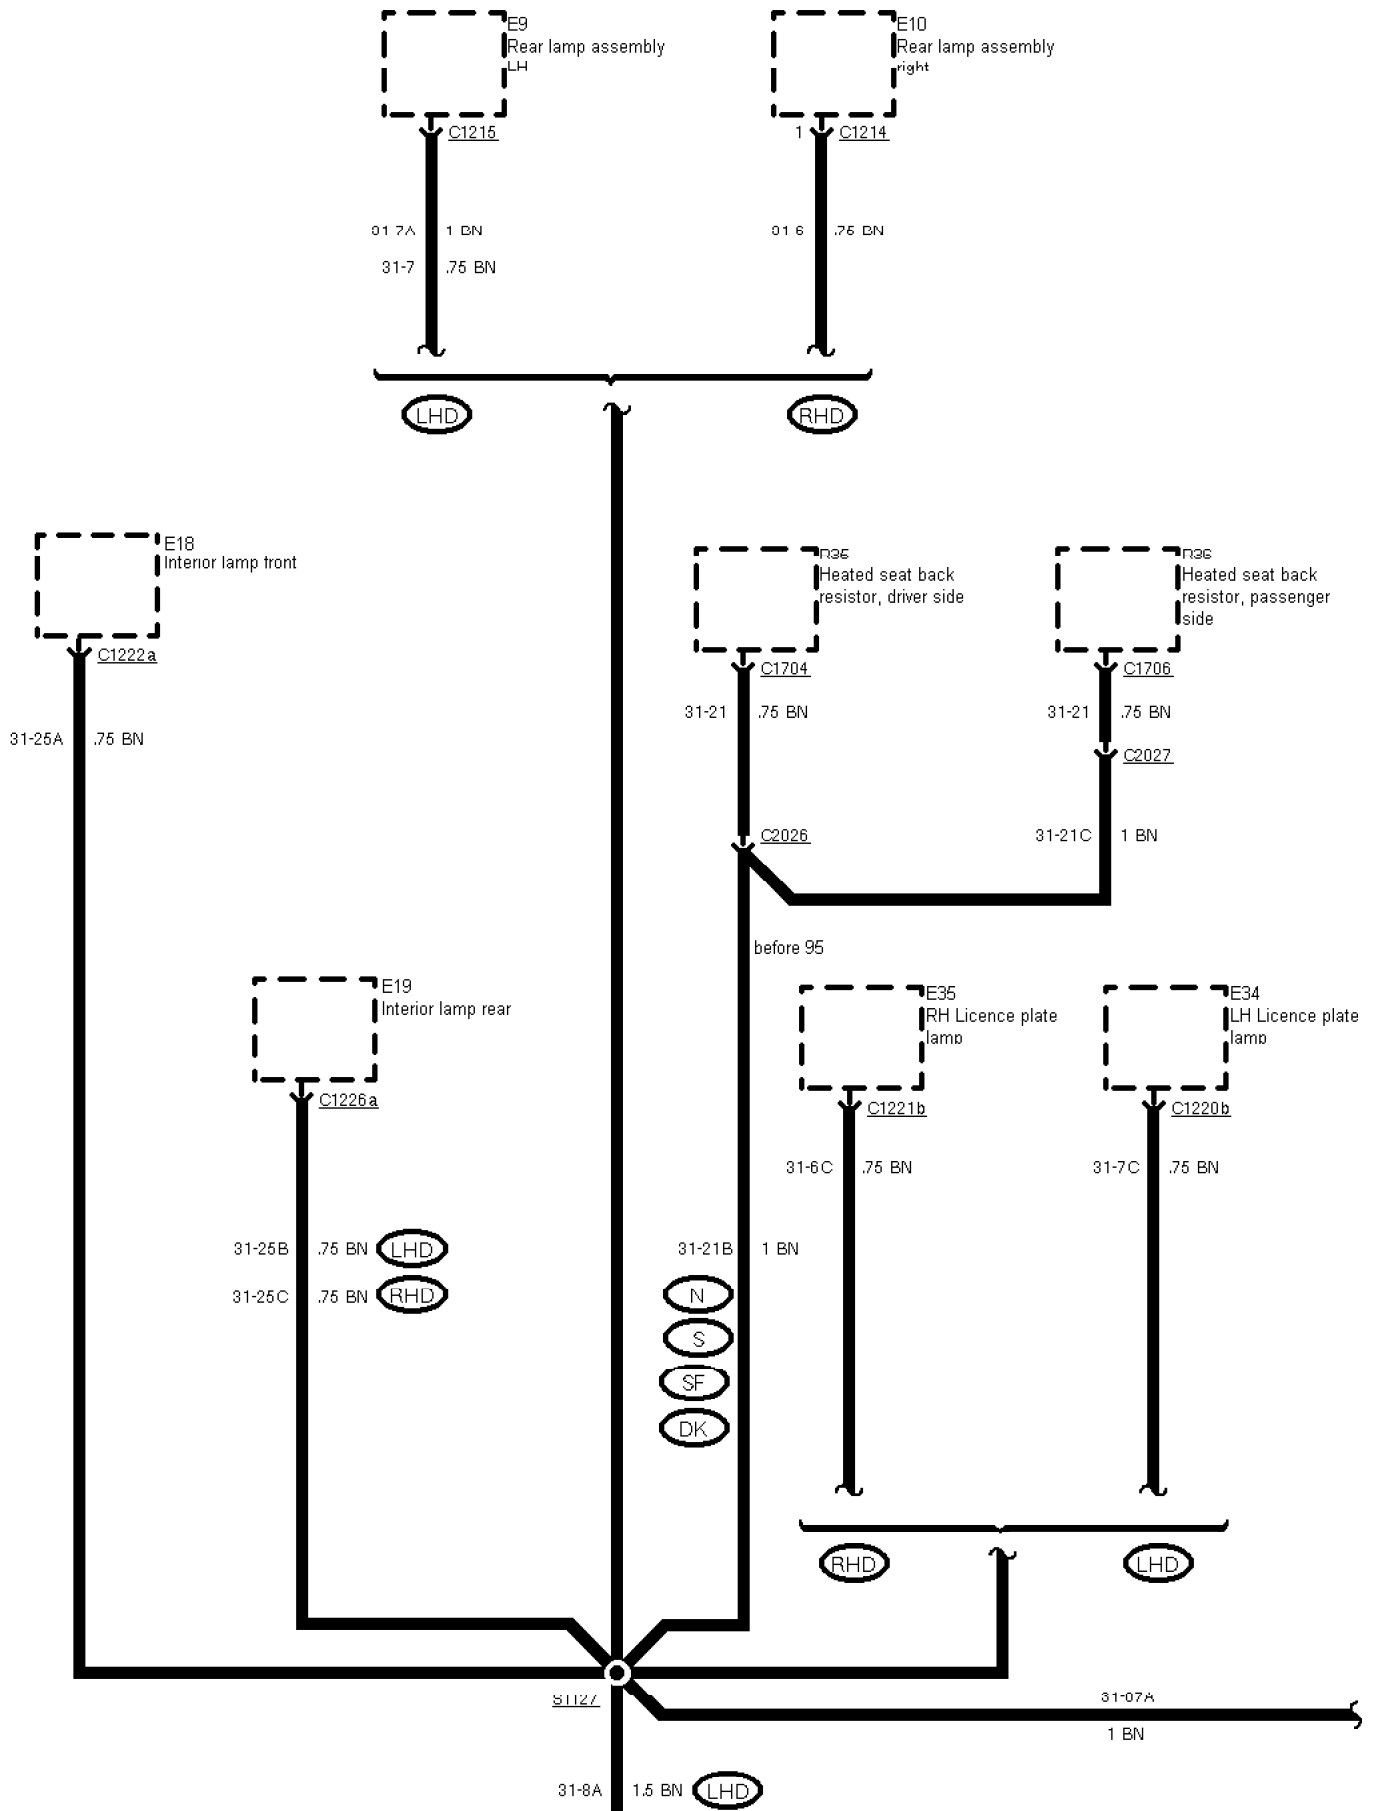 E9
Rear lamp assembly
LH
C1215
31-7A 1 BN
31-7 .75 BN
LHD
E10
Rear lamp assembly
right
1 C1214
31-6 .75 BN
RHD
E18
Interior lamp front
C1222a
31-25A .75 BN
R35
Heated seat back
resistor, driver side
C1704
31-21 .75 BN
C2026
R36
Heated seat back
resistor, passenger
side
C1706
31-21 .75 BN
C2027
31-21C 1 BN
before 95
E19
Interior lamp rear
C1226a
31-25B .75 BN LHD
31-25C .75 BN RHD
31-21B 1 BN
N
S
SF
DK
E35
RH Licence plate
lamp
C1221b
31-6C .75 BN
RHD
E34
LH Licence plate
lamp
C1220b
31-7C .75 BN
LHD
S1127
1 BN
31-8A 1.5 BN LHD